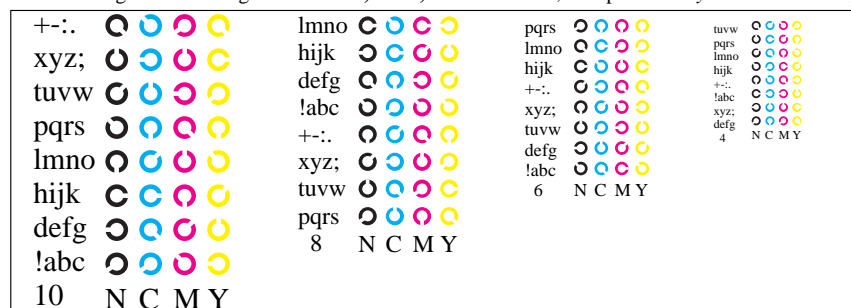 +-:.
xyz;
tuvw
pqrs
lmno
hijk
defg
!abc
10 N C M Y
lmno
hijk
defg
!abc
+-:.
xyz;
tuvw
pqrs
8 N C M Y
pqrs
lmno
hijk
+-:.
xyz;
tuvw
defg
!abc
6 N C M Y
tuvw
pqrs
lmno
hijk
+-:.
!abc
xyz;
defg
4 N C M Y